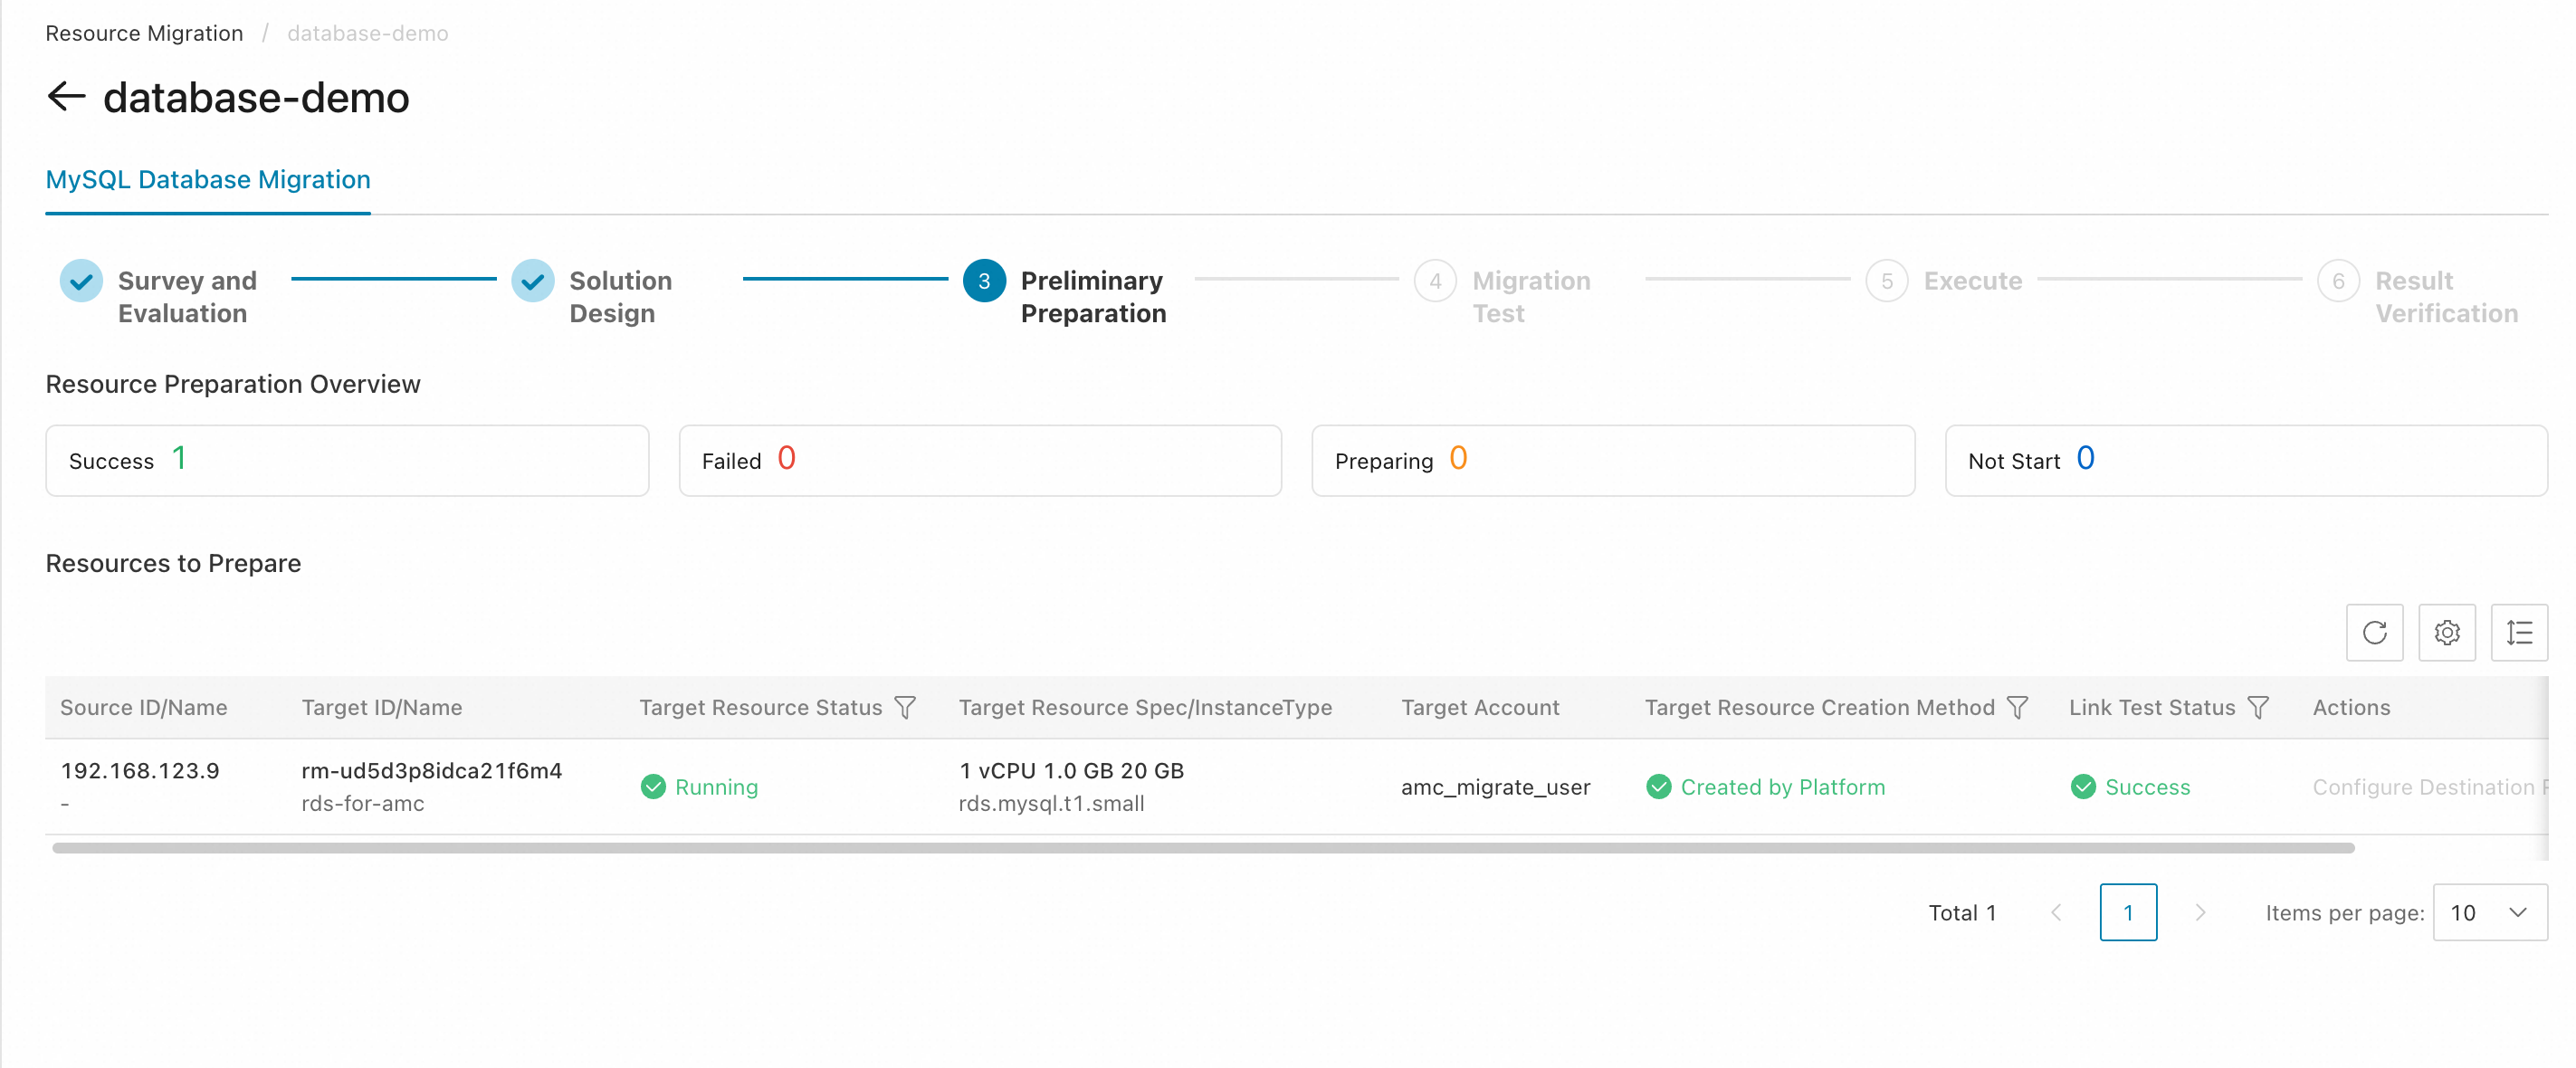 Resource Migration / database-demo
database-demo
MySQL Database Migration
Survey and
Evaluation
Solution
Design
3 Preliminary
Preparation
4 Migration
Test
5 Execute
6 Result
Verification
Resource Preparation Overview
Success 1
Failed 0
Preparing 0
Not Start 0
Resources to Prepare
Source ID/Name Target ID/Name Target Resource Status Target Resource Spec/InstanceType Target Account Target Resource Creation Method Link Test Status Actions
192.168.123.9
-
rm-ud5d3p8idca21f6m4
rds-for-amc
Running
1 vCPU 1.0 GB 20 GB
rds.mysql.t1.small
amc_migrate_user
Created by Platform
Success
Configure Destination
Total 1 1 Items per page: 10